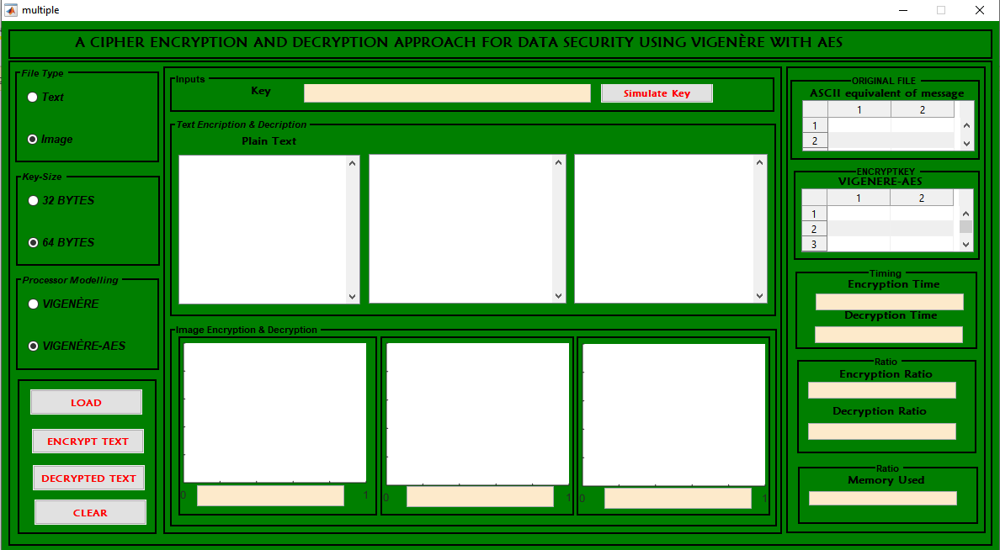 multiple
A CIPHER ENCRYPTION AND DECRYPTION APPROACH FOR DATA SECURITY USING VIGENÈRE WITH AES
File Type
Text
Image
Key-Size
32 BYTES
64 BYTES
Processor Modelling
VIGENÈRE
VIGENÈRE-AES
LOAD
ENCRYPT TEXT
DECRYPTED TEXT
CLEAR
Inputs
Key
Simulate Key
Text Encription & Decription
Plain Text
Image Encryption & Decryption
0 1
0 1
0 1
ORIGINAL FILE
ASCII equivalent of message
1 2
1
2
ENCRYPTKEY
VIGENERE-AES
1 2
1
2
3
Timing
Encryption Time
Decryption Time
Ratio
Encryption Ratio
Decryption Ratio
Ratio
Memory Used